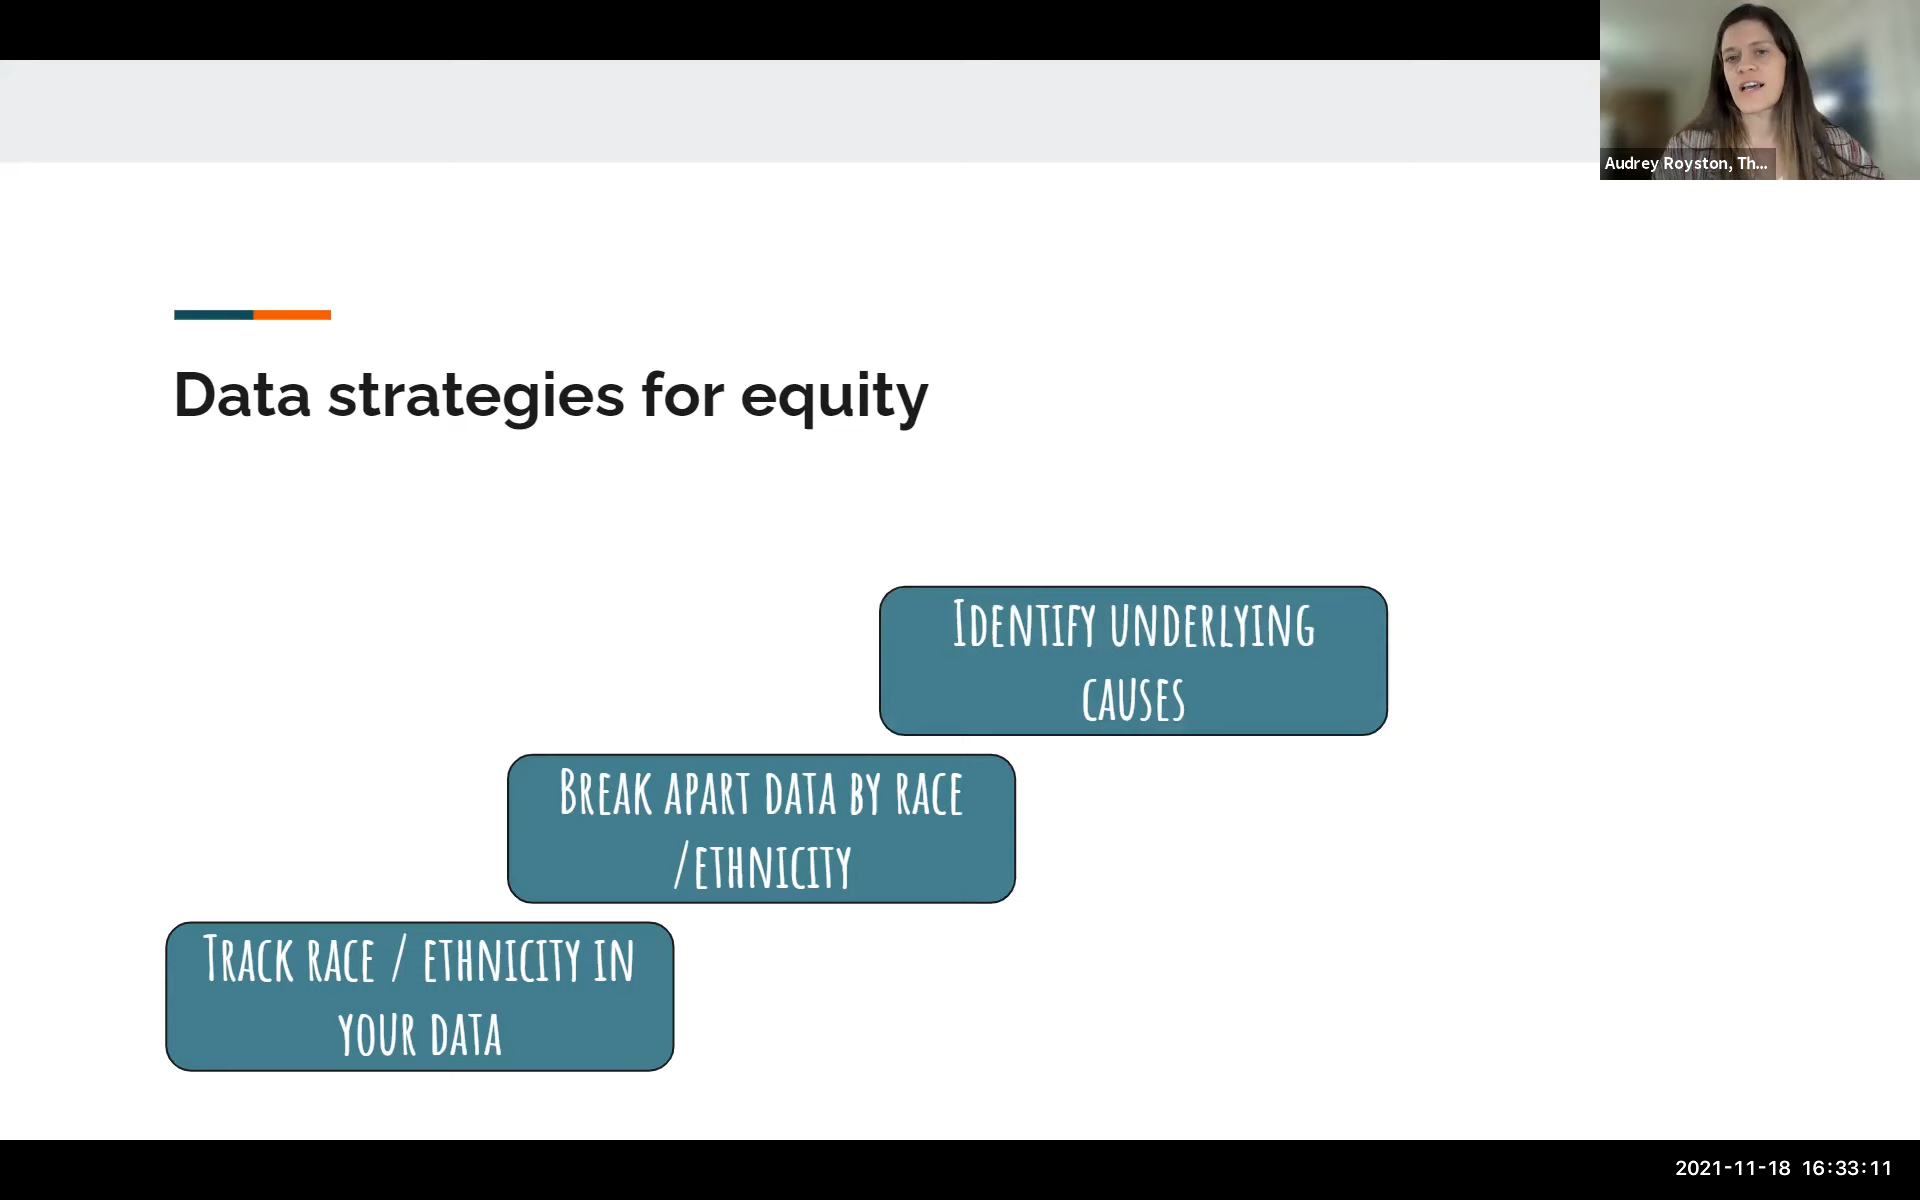 Audrey Royston, Th...
Data strategies for equity
Identify underlying
causes
Break apart data by race
/ethnicity
Track race / ethnicity in
your data
2021-11-18 16:33:11